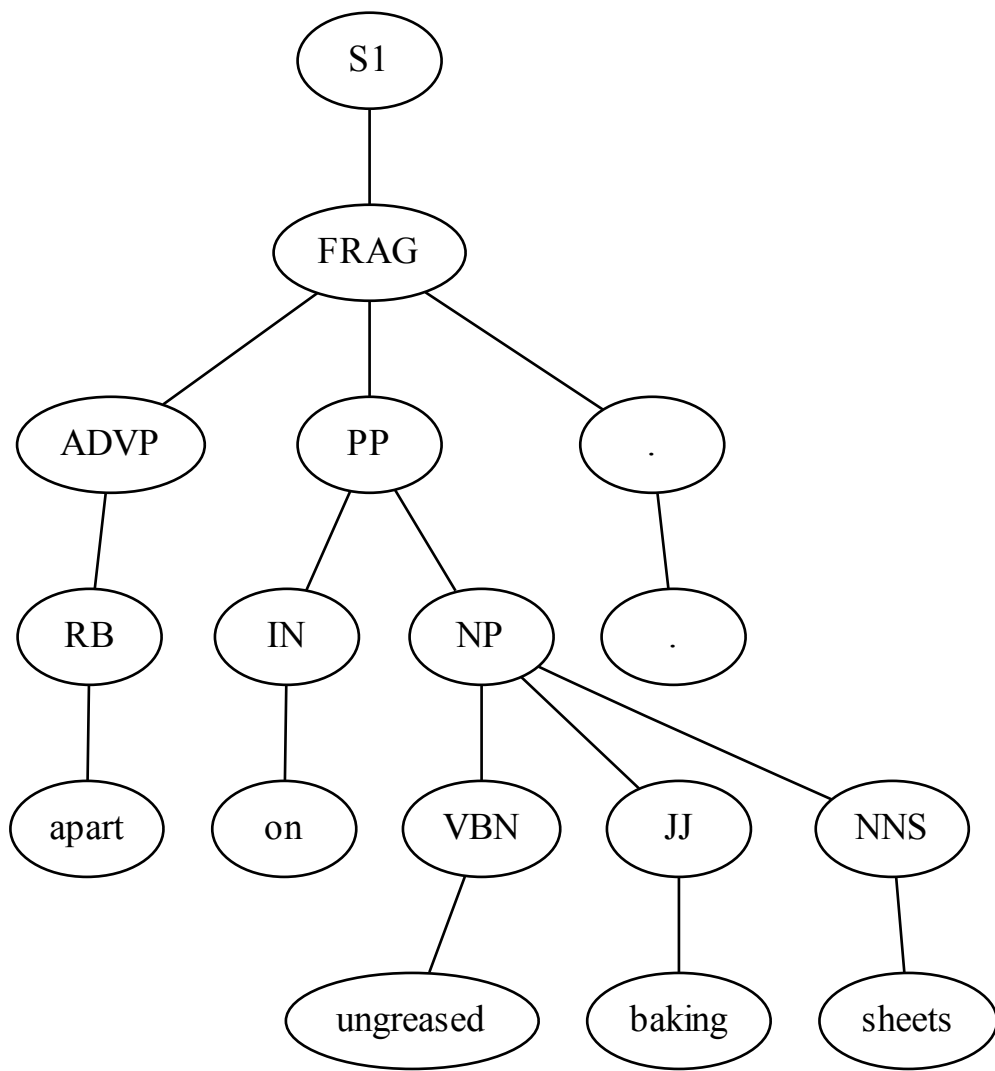 S1
FRAG
ADVP PP .
RB IN NP .
apart on VBN JJ NNS
ungreased baking sheets